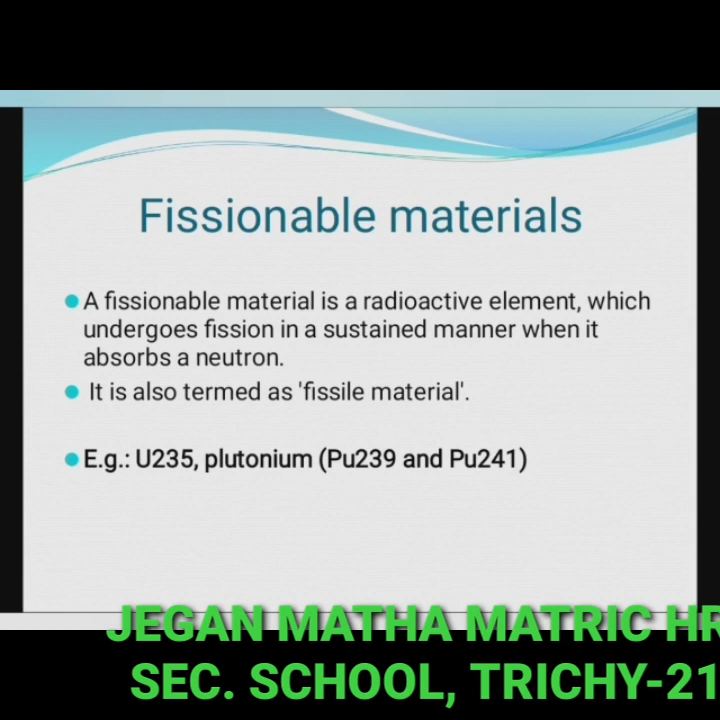 Fissionable materials
A fissionable material is a radioactive element, which
undergoes fission in a sustained manner when it
absorbs a neutron.
It is also termed as 'fissile material'.
E.g.: U235, plutonium (Pu239 and Pu241)
JEGAN MATHA MATRIC HR
SEC. SCHOOL, TRICHY-21